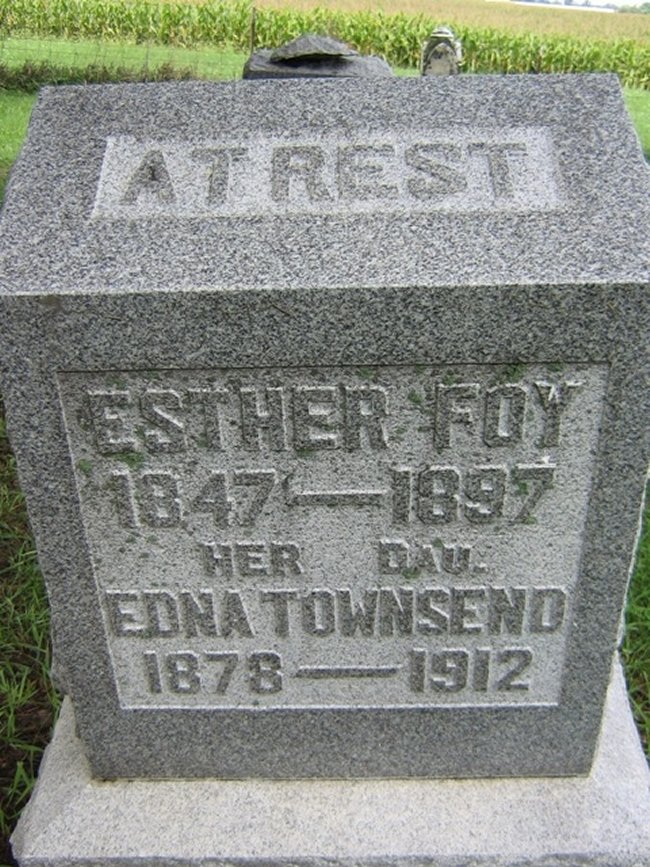 AT REST
ESTHER FOY
1847 — 1897
HER DAU.
EDNA TOWNSEND
1878 — 1912